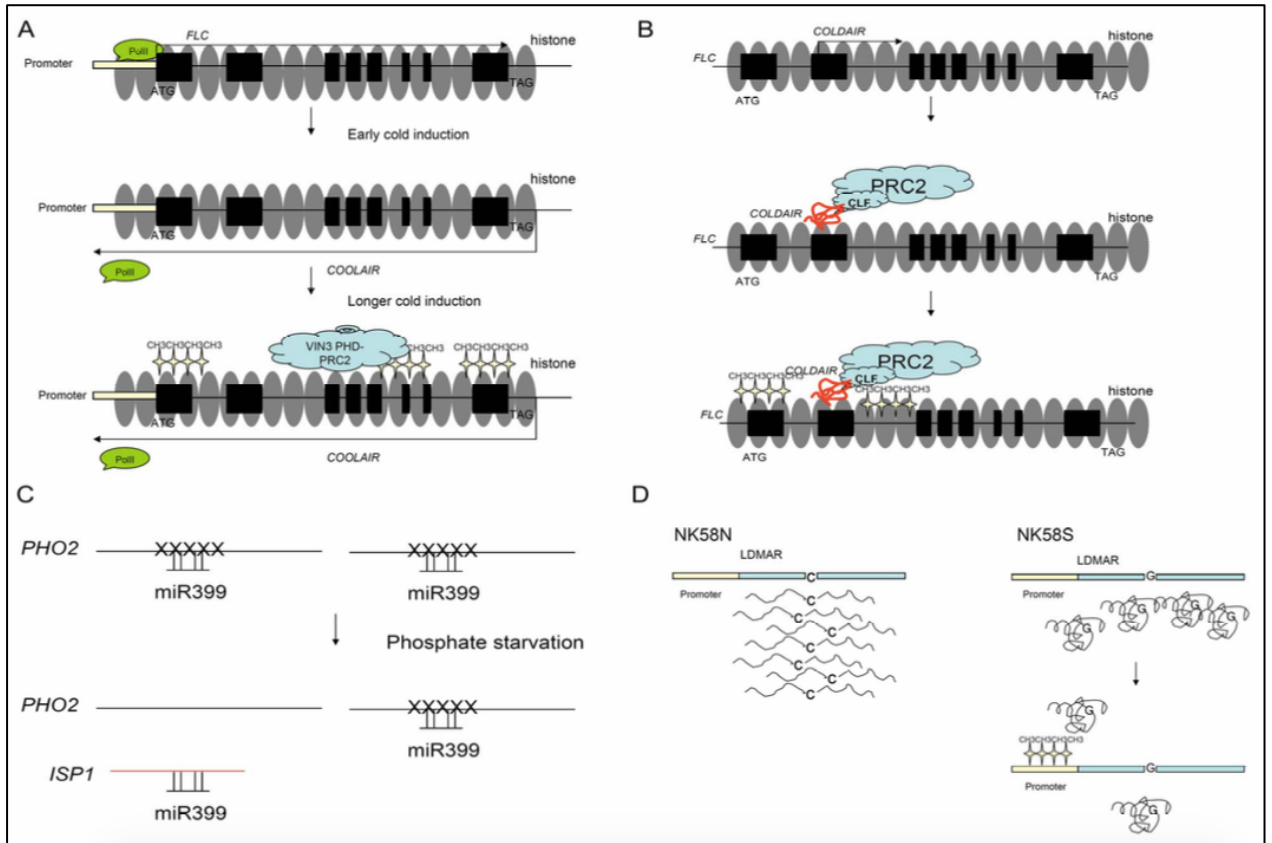 A
FLC
histone
PolII
Promoter
ATG
TAG
Early cold induction
histone
Promoter
ATG
TAG
PolII
COOLAIR
Longer cold induction
CH3CH3CH3CH3
VIN3 PHD-
PRC2
CH3CH3
CH3CH3CH3CH3
histone
Promoter
ATG
TAG
PolII
COOLAIR
B
COLDAIR
histone
FLC
ATG
TAG
PRC2
CLF
COLDAIR
histone
FLC
ATG
TAG
PRC2
CH3CH3CH3CH3
COLDAIR
CLF
CH3CH3CH3CH3
histone
FLC
ATG
TAG
C
PHO2
XXXXX
XXXXX
miR399
miR399
Phosphate starvation
PHO2
XXXXX
miR399
ISP1
miR399
D
NK58N
LDMAR
C
Promoter
C
C
C
C
C
C
C
NK58S
LDMAR
G
Promoter
G
G
G
G
G
CH3CH3CH3CH3
G
Promoter
G